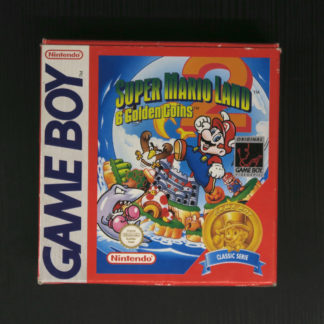 Nintendo
GAME BOY
TM
SUPER MARIO LAND
2
6 Golden Coins
ORIGINAL
GAME BOY
Nintendo
CLASSIC SERIE